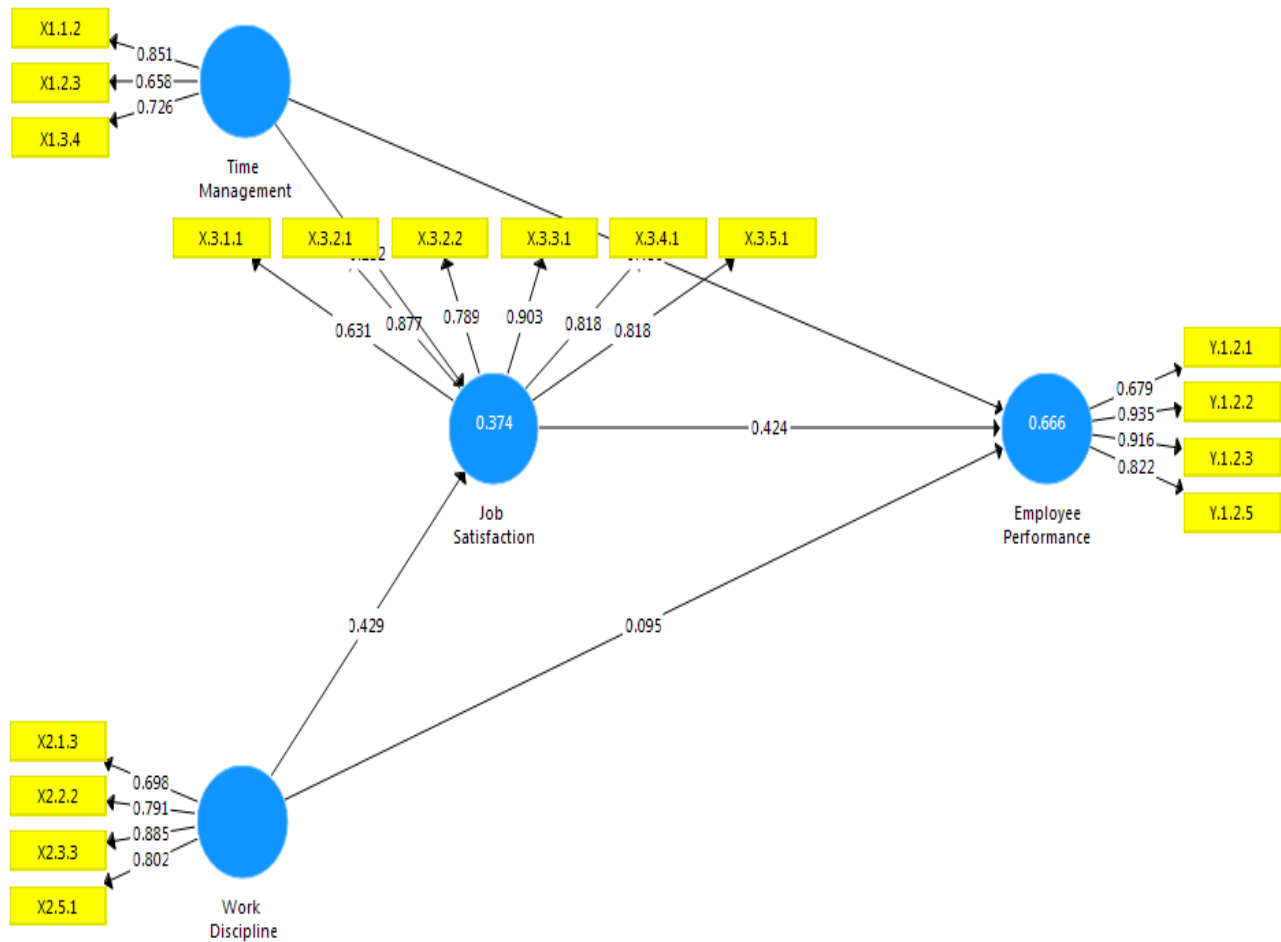 X1.1.2
0.851
X1.2.3
0.658
0.726
X1.3.4
Time
Management
X.3.1.1
X.3.2.1
X.3.2.2
X.3.3.1
X.3.4.1
X.3.5.1
0.631
0.877
0.789
0.903
0.818
0.818
0.374
Job
Satisfaction
0.424
0.666
Employee
Performance
Y.1.2.1
0.679
Y.1.2.2
0.935
0.916
Y.1.2.3
0.822
Y.1.2.5
0.429
0.095
X2.1.3
0.698
X2.2.2
0.791
0.885
X2.3.3
0.802
X2.5.1
Work
Discipline